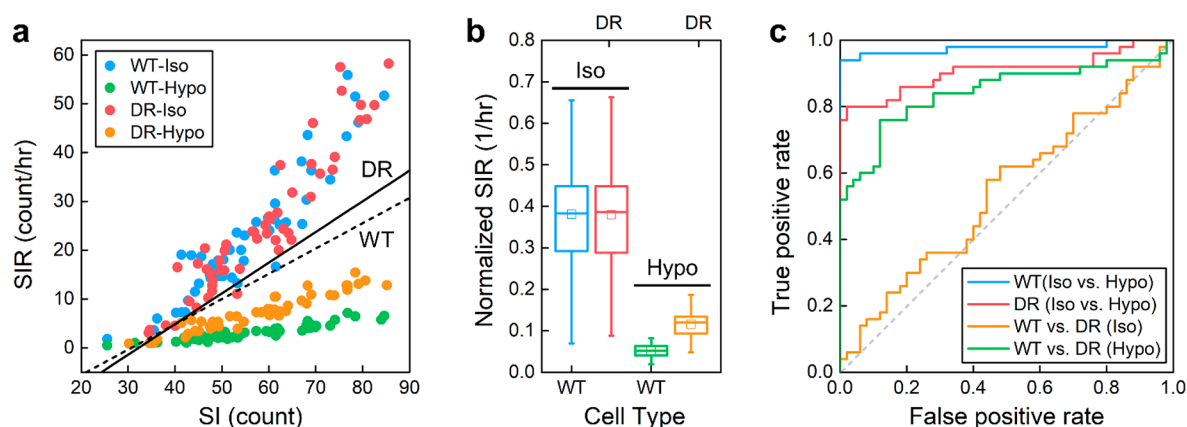 a
SIR (count/hr)
60
50
40
30
20
10
0
WT-Iso
WT-Hypo
DR-Iso
DR-Hypo
DR
WT
20 30 40 50 60 70 80 90
SI (count)
b
DR DR
Normalized SIR (1/hr)
0.8
0.7
0.6
0.5
0.4
0.3
0.2
0.1
0.0
Iso
Hypo
WT WT
Cell Type
c
True positive rate
1.0
0.8
0.6
0.4
0.2
0.0
WT(Iso vs. Hypo)
DR (Iso vs. Hypo)
WT vs. DR (Iso)
WT vs. DR (Hypo)
0.0 0.2 0.4 0.6 0.8 1.0
False positive rate